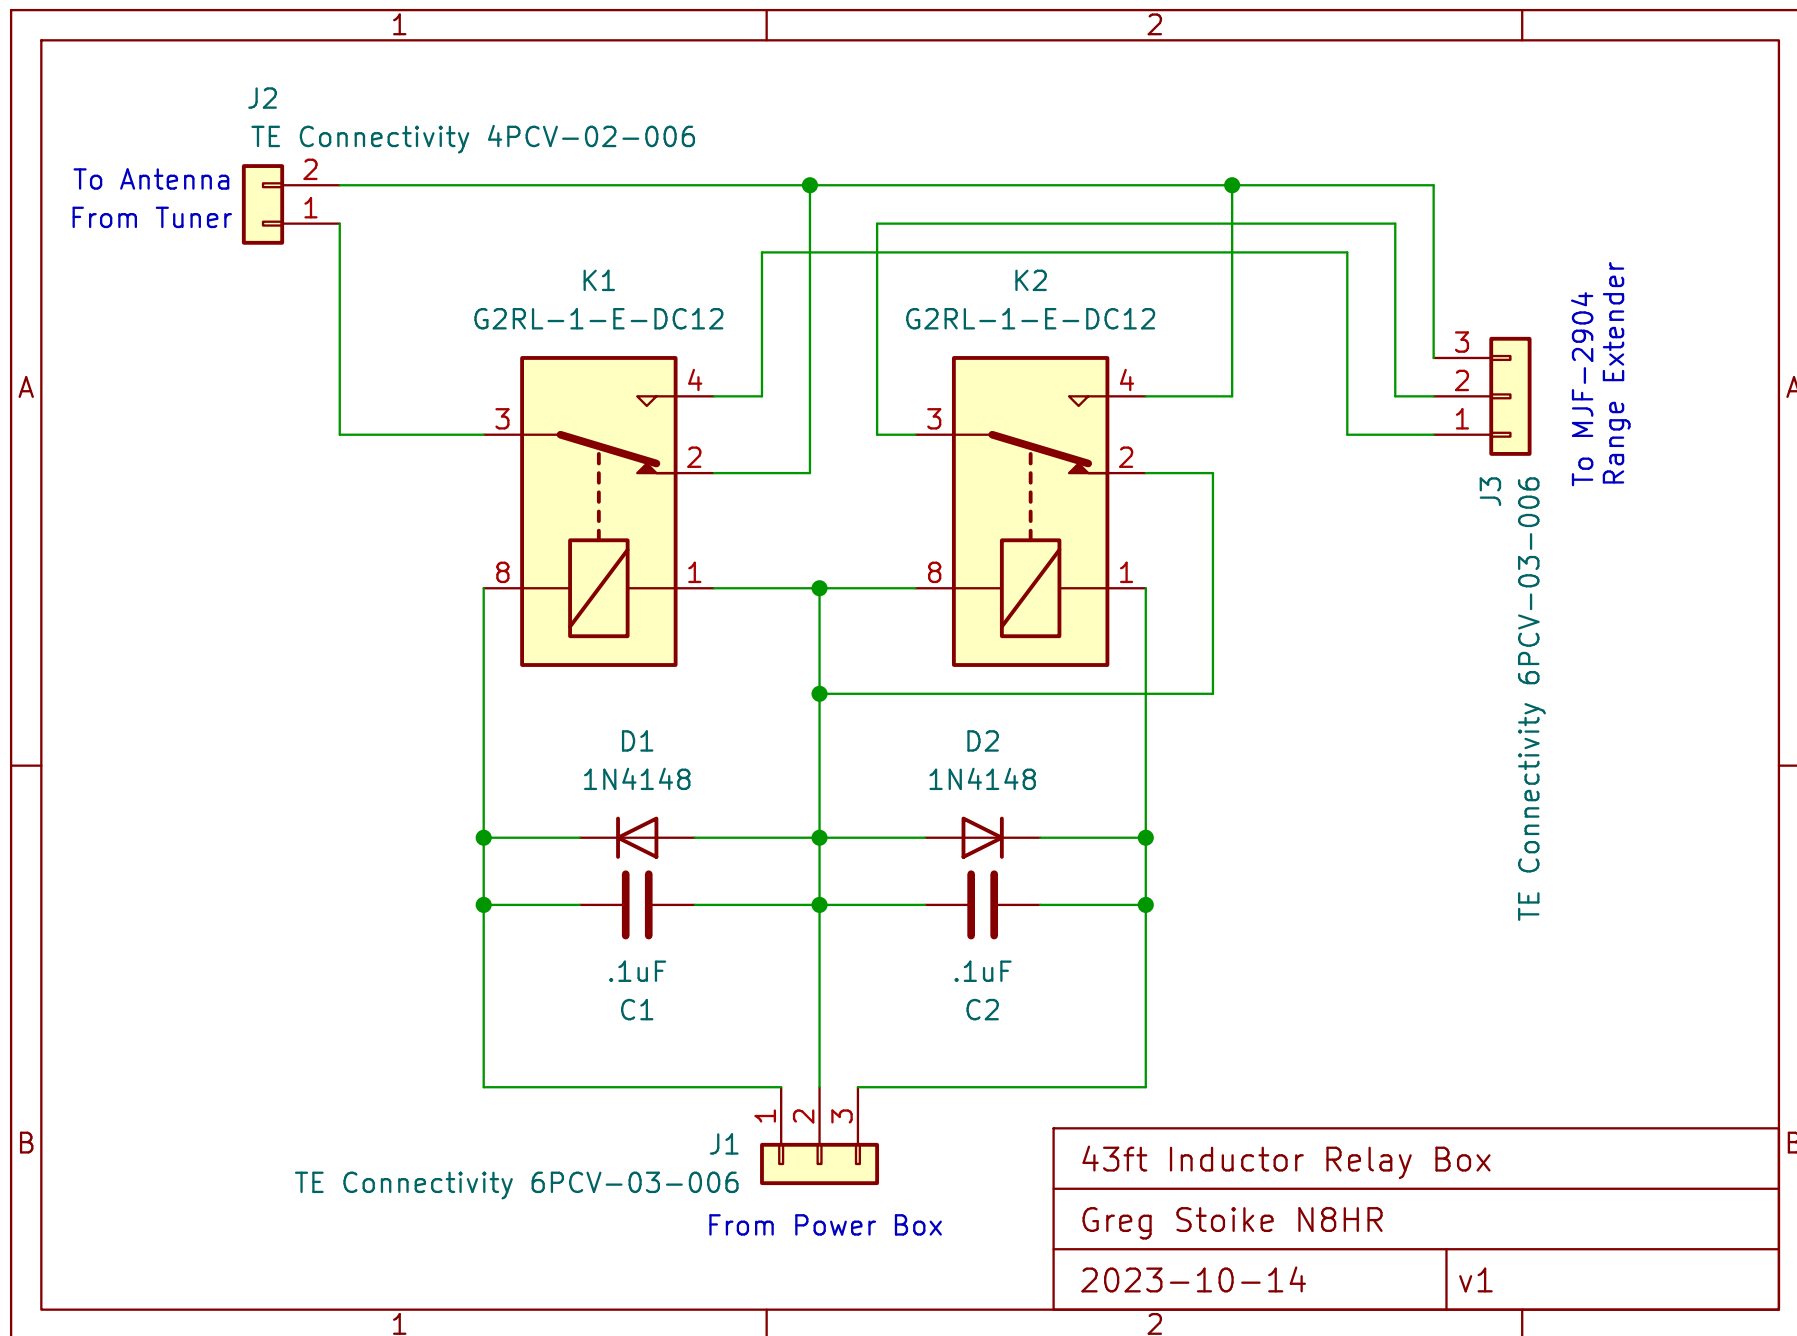 1
2
J2
TE Connectivity 4PCV-02-006
To Antenna
2
From Tuner
1
K1
G2RL-1-E-DC12
K2
G2RL-1-E-DC12
To MJF-2904
Range Extender
A
A
3
4
2
8
1
3
4
2
8
1
3
2
1
J3
TE Connectivity 6PCV-03-006
D1
1N4148
D2
1N4148
.1uF
C1
.1uF
C2
1
2
3
B
B
J1
TE Connectivity 6PCV-03-006
From Power Box
43ft Inductor Relay Box
Greg Stoike N8HR
2023-10-14
v1
1
2